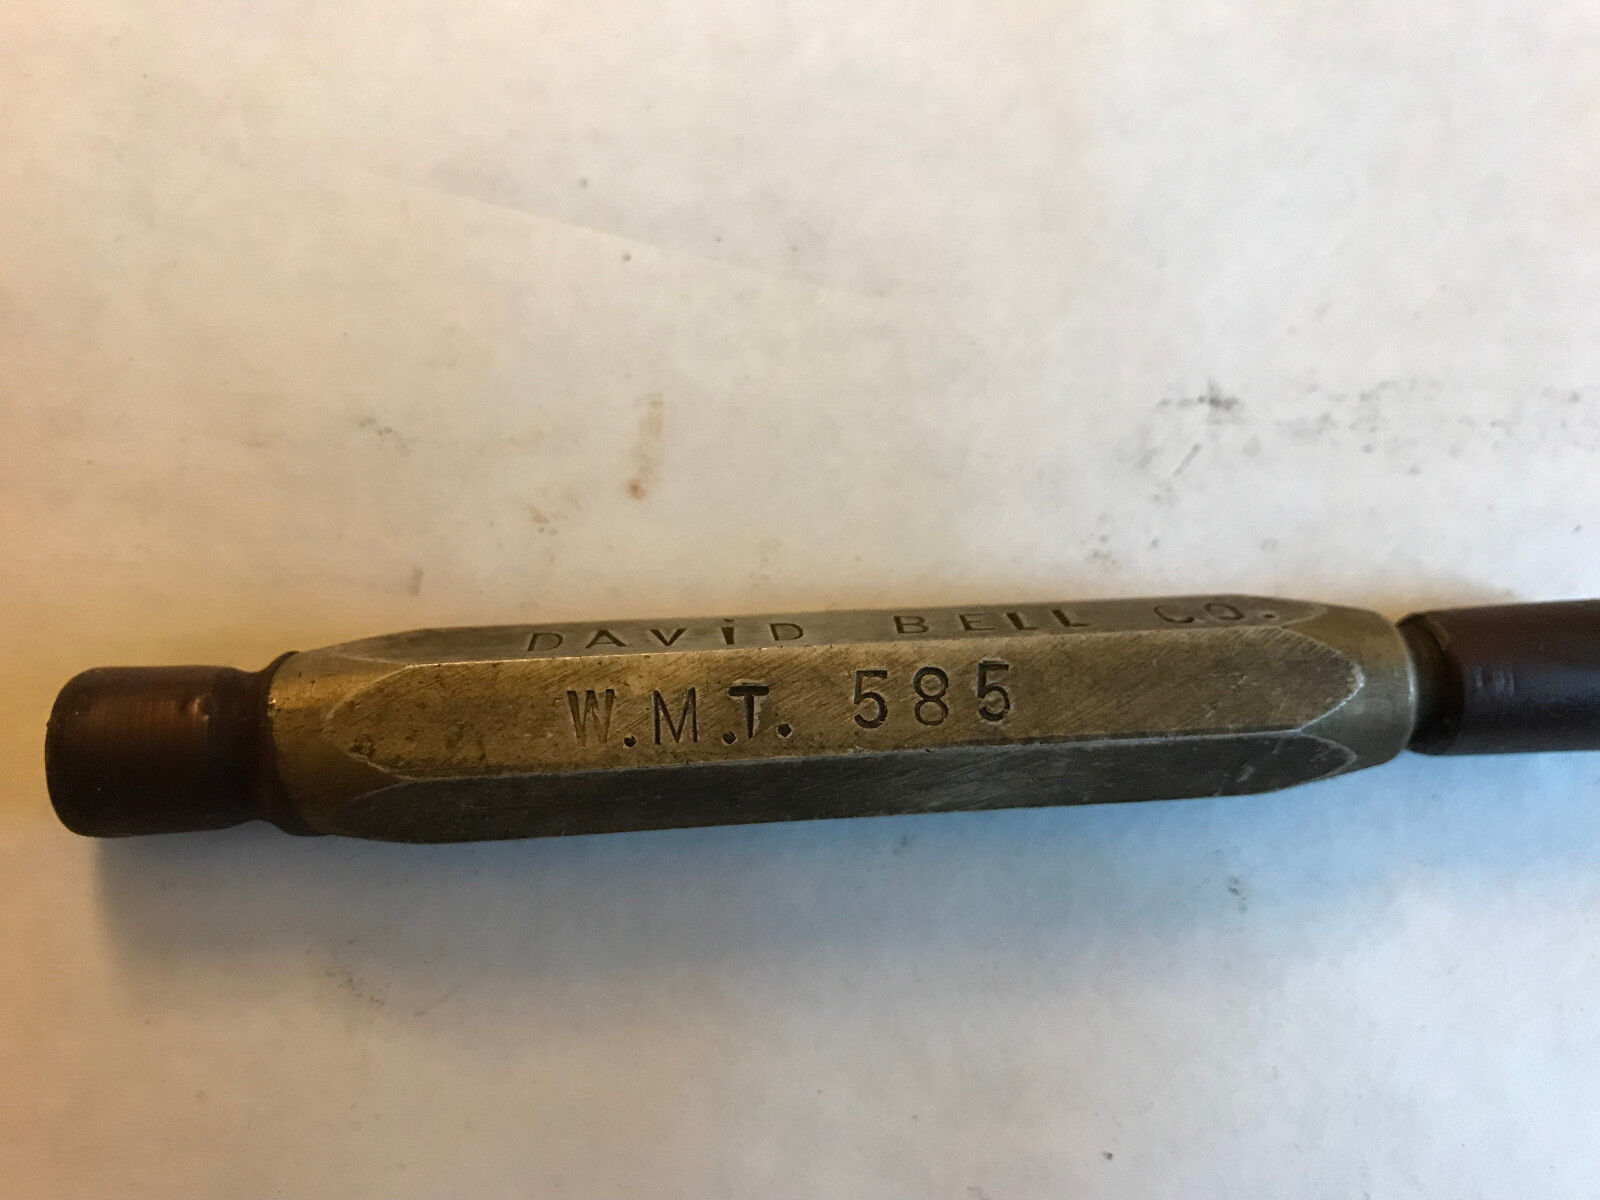 DAViD BELL CO.
W.M.T. 585